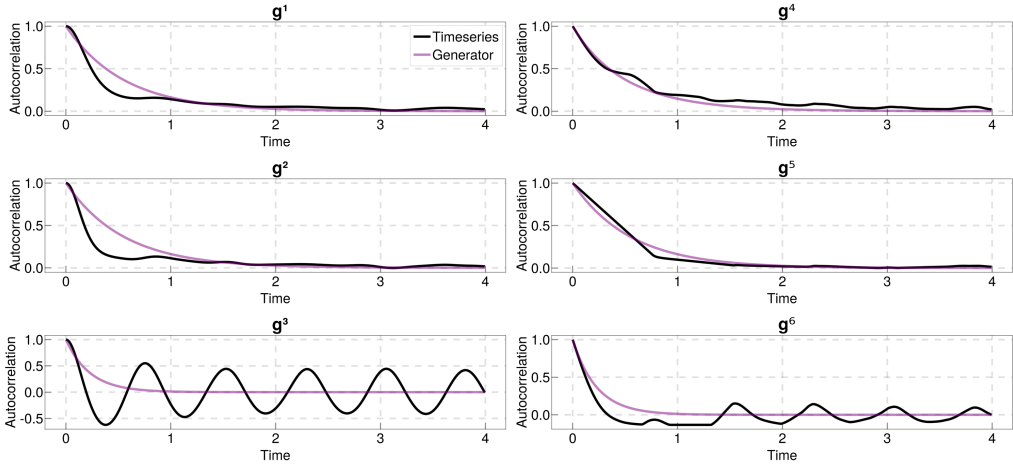 g¹
Autocorrelation
1.0
0.5
0.0
Timeseries
Generator
0 1 2 3 4
Time
g⁴
Autocorrelation
1.0
0.5
0.0
0 1 2 3 4
Time
g²
Autocorrelation
1.0
0.5
0.0
0 1 2 3 4
Time
g⁵
Autocorrelation
1.0
0.5
0.0
0 1 2 3 4
Time
g³
Autocorrelation
1.0
0.5
0.0
-0.5
0 1 2 3 4
Time
g⁶
Autocorrelation
1.0
0.5
0.0
0 1 2 3 4
Time